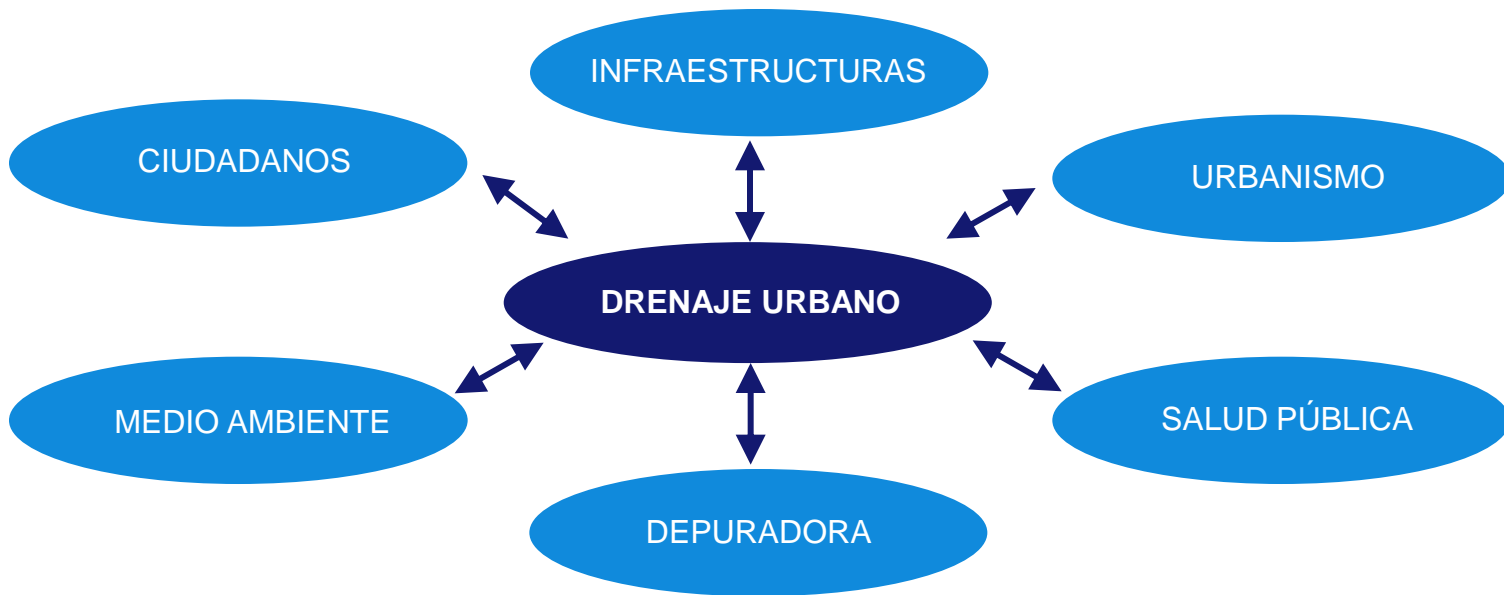 INFRAESTRUCTURAS
CIUDADANOS
URBANISMO
DRENAJE URBANO
MEDIO AMBIENTE
SALUD PÚBLICA
DEPURADORA